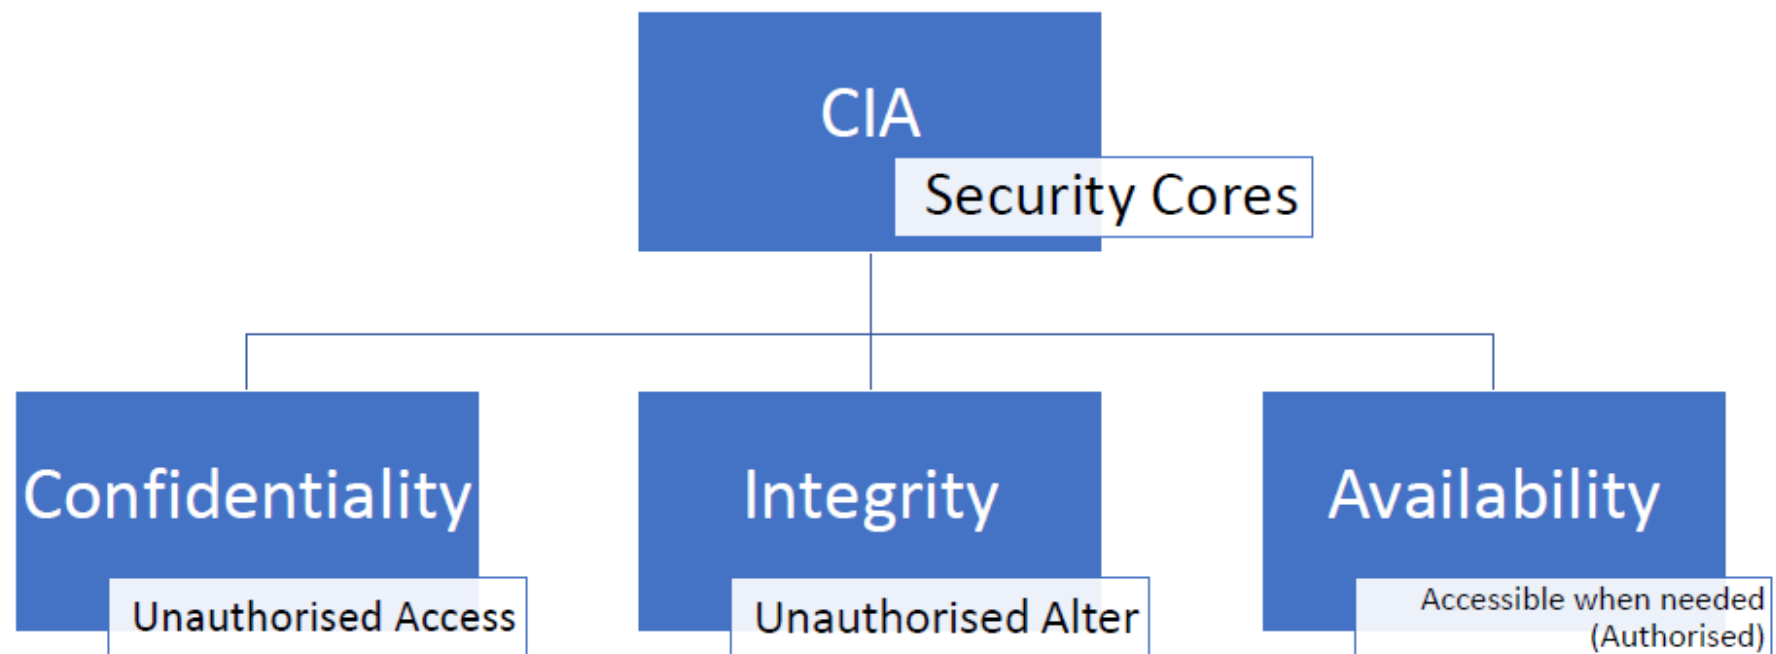 CIA
Security Cores
Confidentiality
Unauthorised Access
Integrity
Unauthorised Alter
Availability
Accessible when needed
(Authorised)